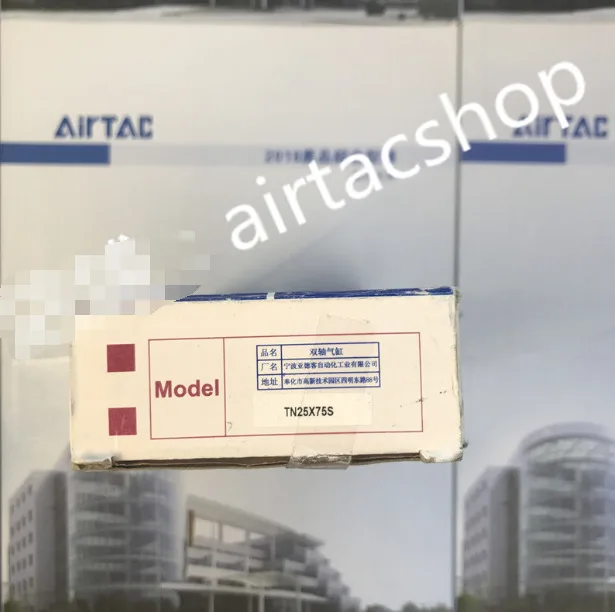 AirTAC
AirTAC
airtacshop
品名 双轴气缸
厂名 宁波亚德客自动化工业有限公司
地址 奉化市高新技术园区四明东路88号
Model
TN25X75S